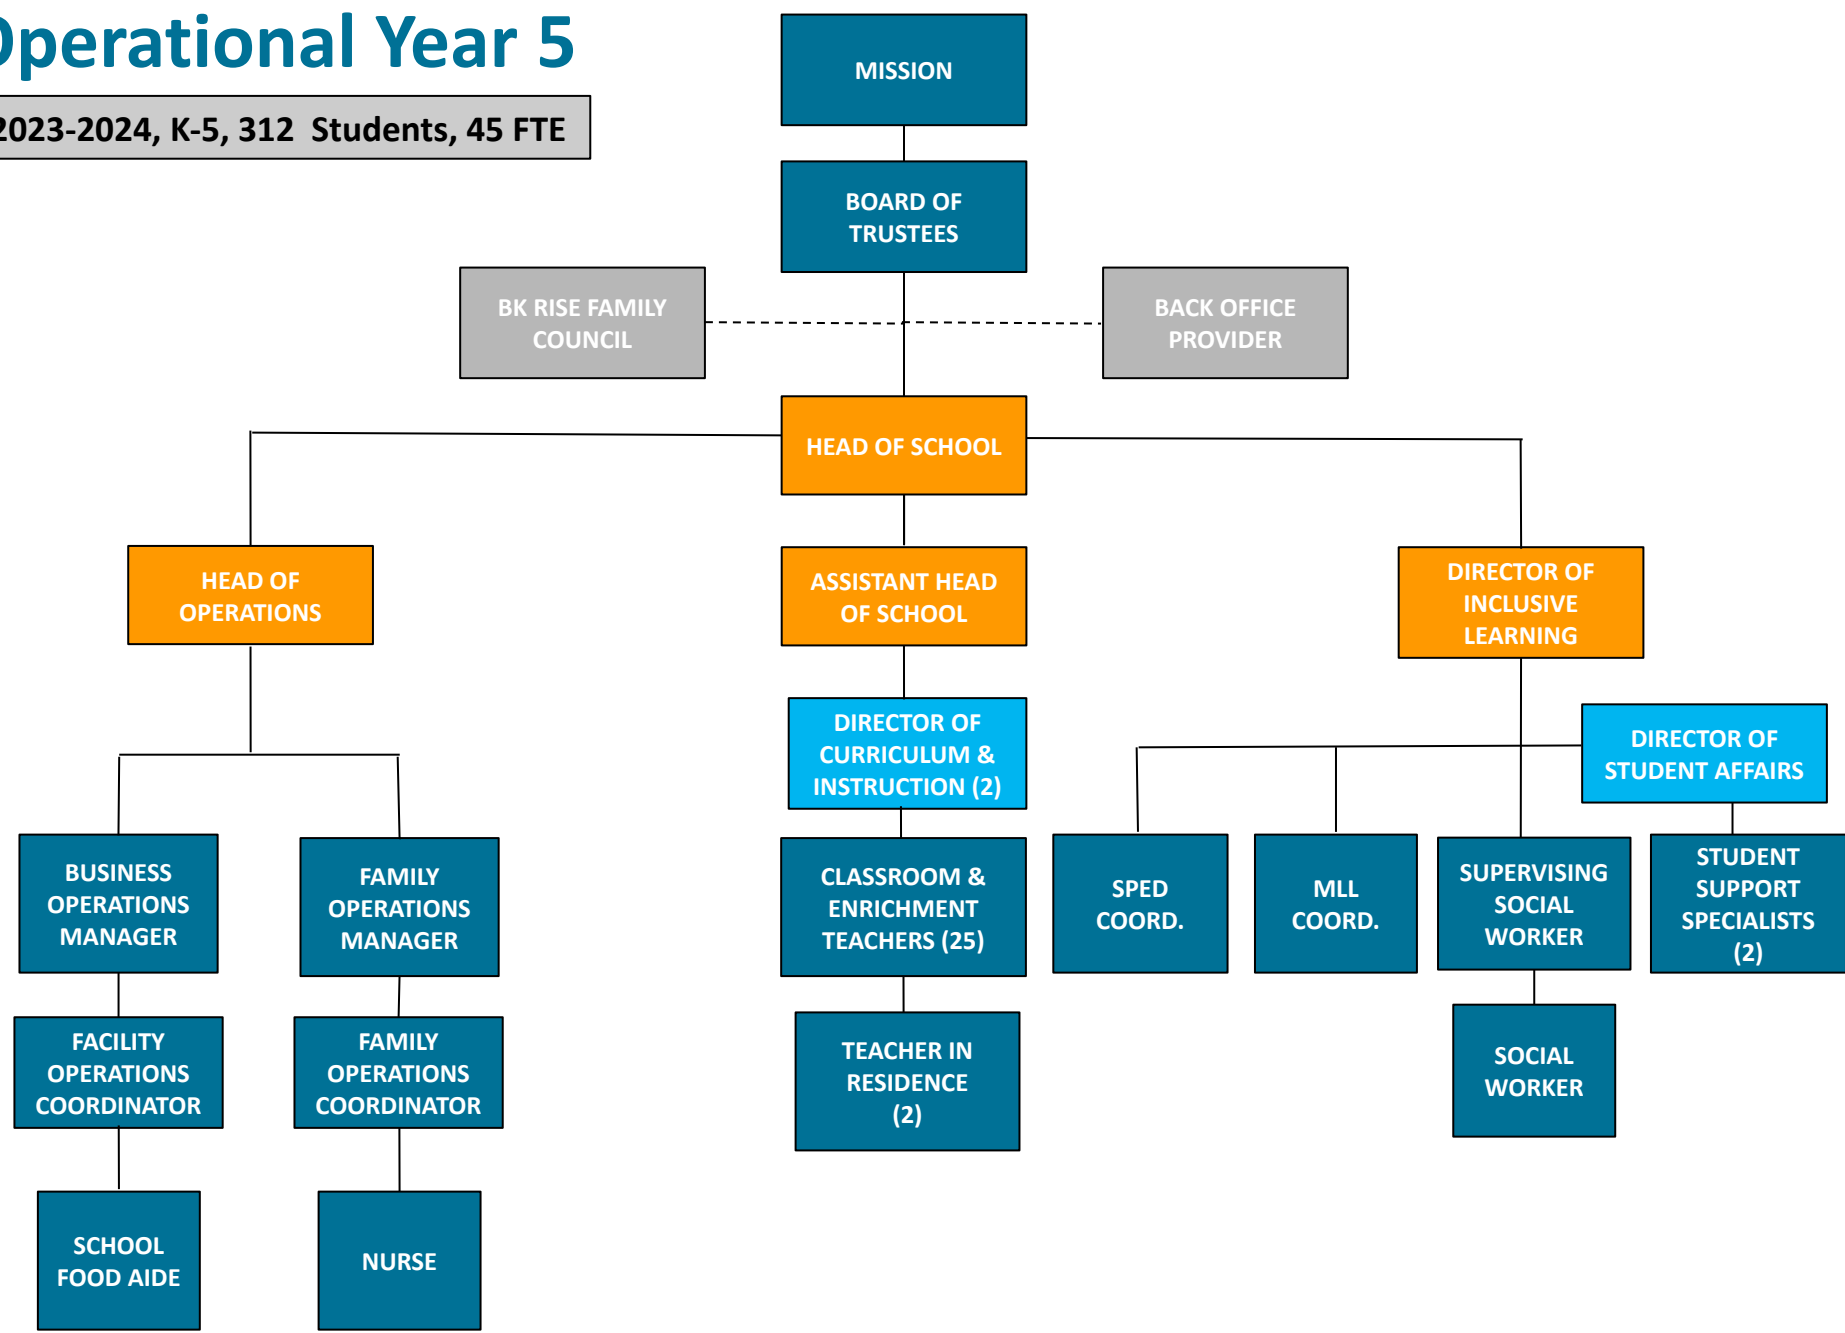 Operational Year 5
2023-2024, K-5, 312 Students, 45 FTE
MISSION
BOARD OF
TRUSTEES
BK RISE FAMILY
COUNCIL
BACK OFFICE
PROVIDER
HEAD OF SCHOOL
HEAD OF
OPERATIONS
ASSISTANT HEAD
OF SCHOOL
DIRECTOR OF
INCLUSIVE
LEARNING
DIRECTOR OF
CURRICULUM &
INSTRUCTION (2)
DIRECTOR OF
STUDENT AFFAIRS
BUSINESS
OPERATIONS
MANAGER
FAMILY
OPERATIONS
MANAGER
CLASSROOM &
ENRICHMENT
TEACHERS (25)
SPED
COORD.
MLL
COORD.
SUPERVISING
SOCIAL
WORKER
STUDENT
SUPPORT
SPECIALISTS
(2)
FACILITY
OPERATIONS
COORDINATOR
FAMILY
OPERATIONS
COORDINATOR
TEACHER IN
RESIDENCE
(2)
SOCIAL
WORKER
SCHOOL
FOOD AIDE
NURSE